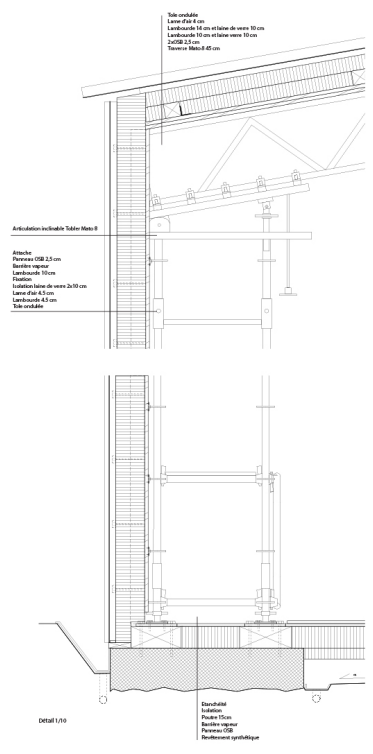 Tole ondulée
Lame d'air 4 cm
Lambourde 14 cm et laine de verre 10 cm
Lambourde 10 cm et laine verre 10 cm
2xOSB 2,5 cm
Traverse Mato 8 45 cm
Articulation inclinable Tobler Mato 8
Attache
Panneau OSB 2,5 cm
Barrière vapeur
Lambourde 10 cm
Fixation
Isolation laine de verre 2x10 cm
Lame d'air 4.5 cm
Lambourde 4.5 cm
Tole ondulée
Détail 1/10
Etanchéité
Isolation
Poutre 15cm
Barrière vapeur
Panneau OSB
Revêtement synthétique